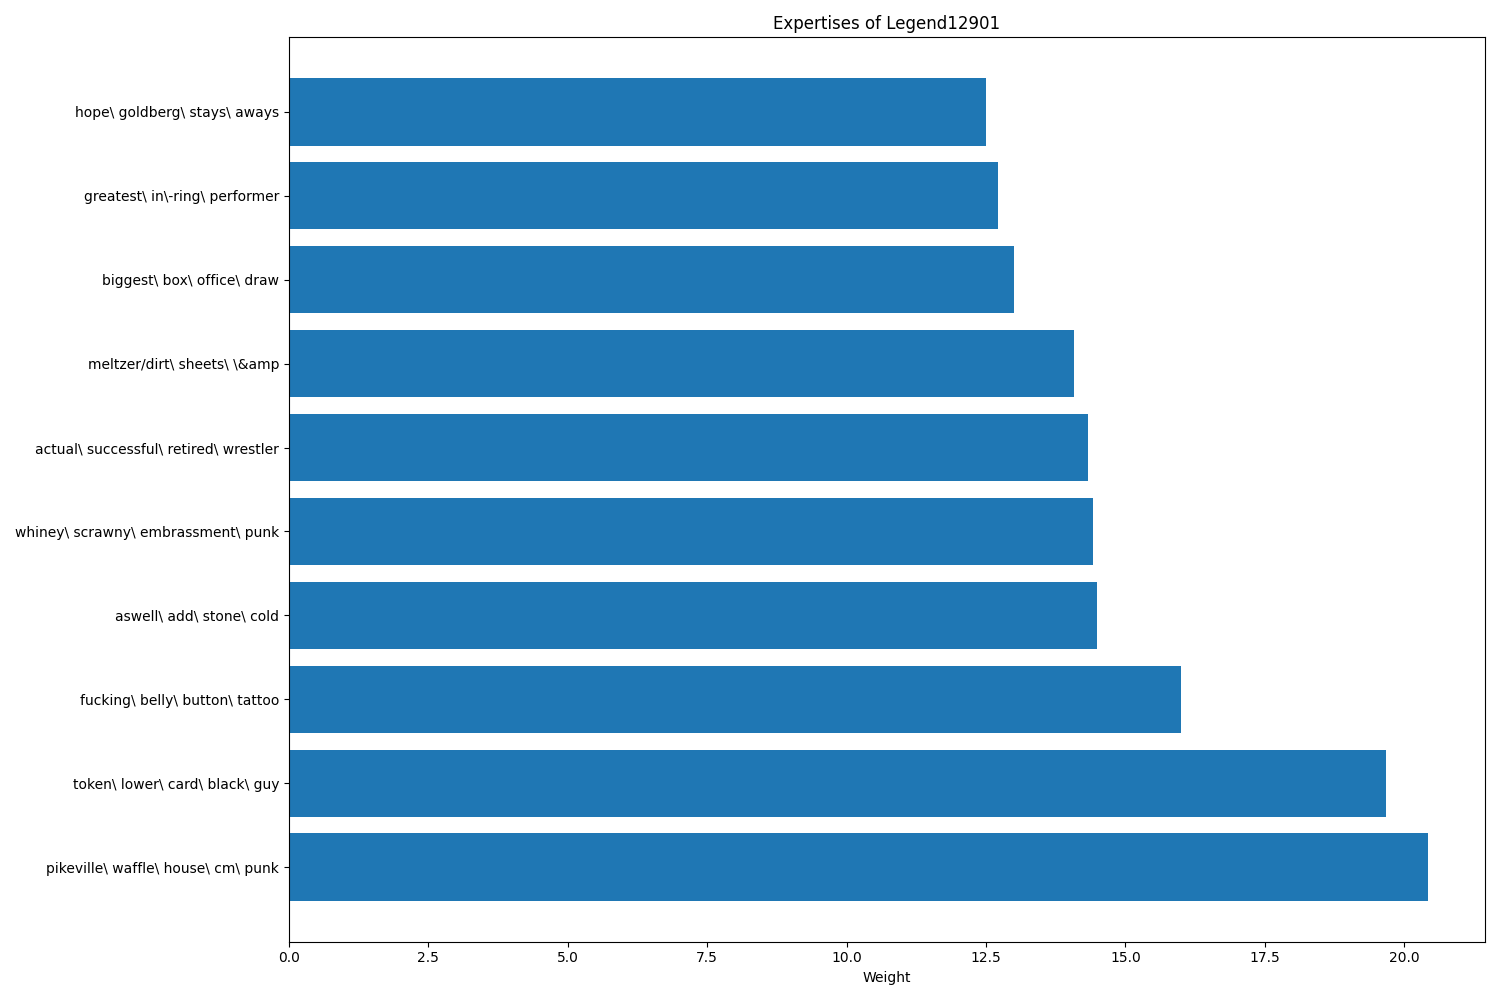 Expertises of Legend12901
hope\ goldberg\ stays\ aways
greatest\ in\-ring\ performer
biggest\ box\ office\ draw
meltzer/dirt\ sheets\ \&amp
actual\ successful\ retired\ wrestler
whiney\ scrawny\ embrassment\ punk
aswell\ add\ stone\ cold
fucking\ belly\ button\ tattoo
token\ lower\ card\ black\ guy
pikeville\ waffle\ house\ cm\ punk
0.0 2.5 5.0 7.5 10.0 12.5 15.0 17.5 20.0
Weight